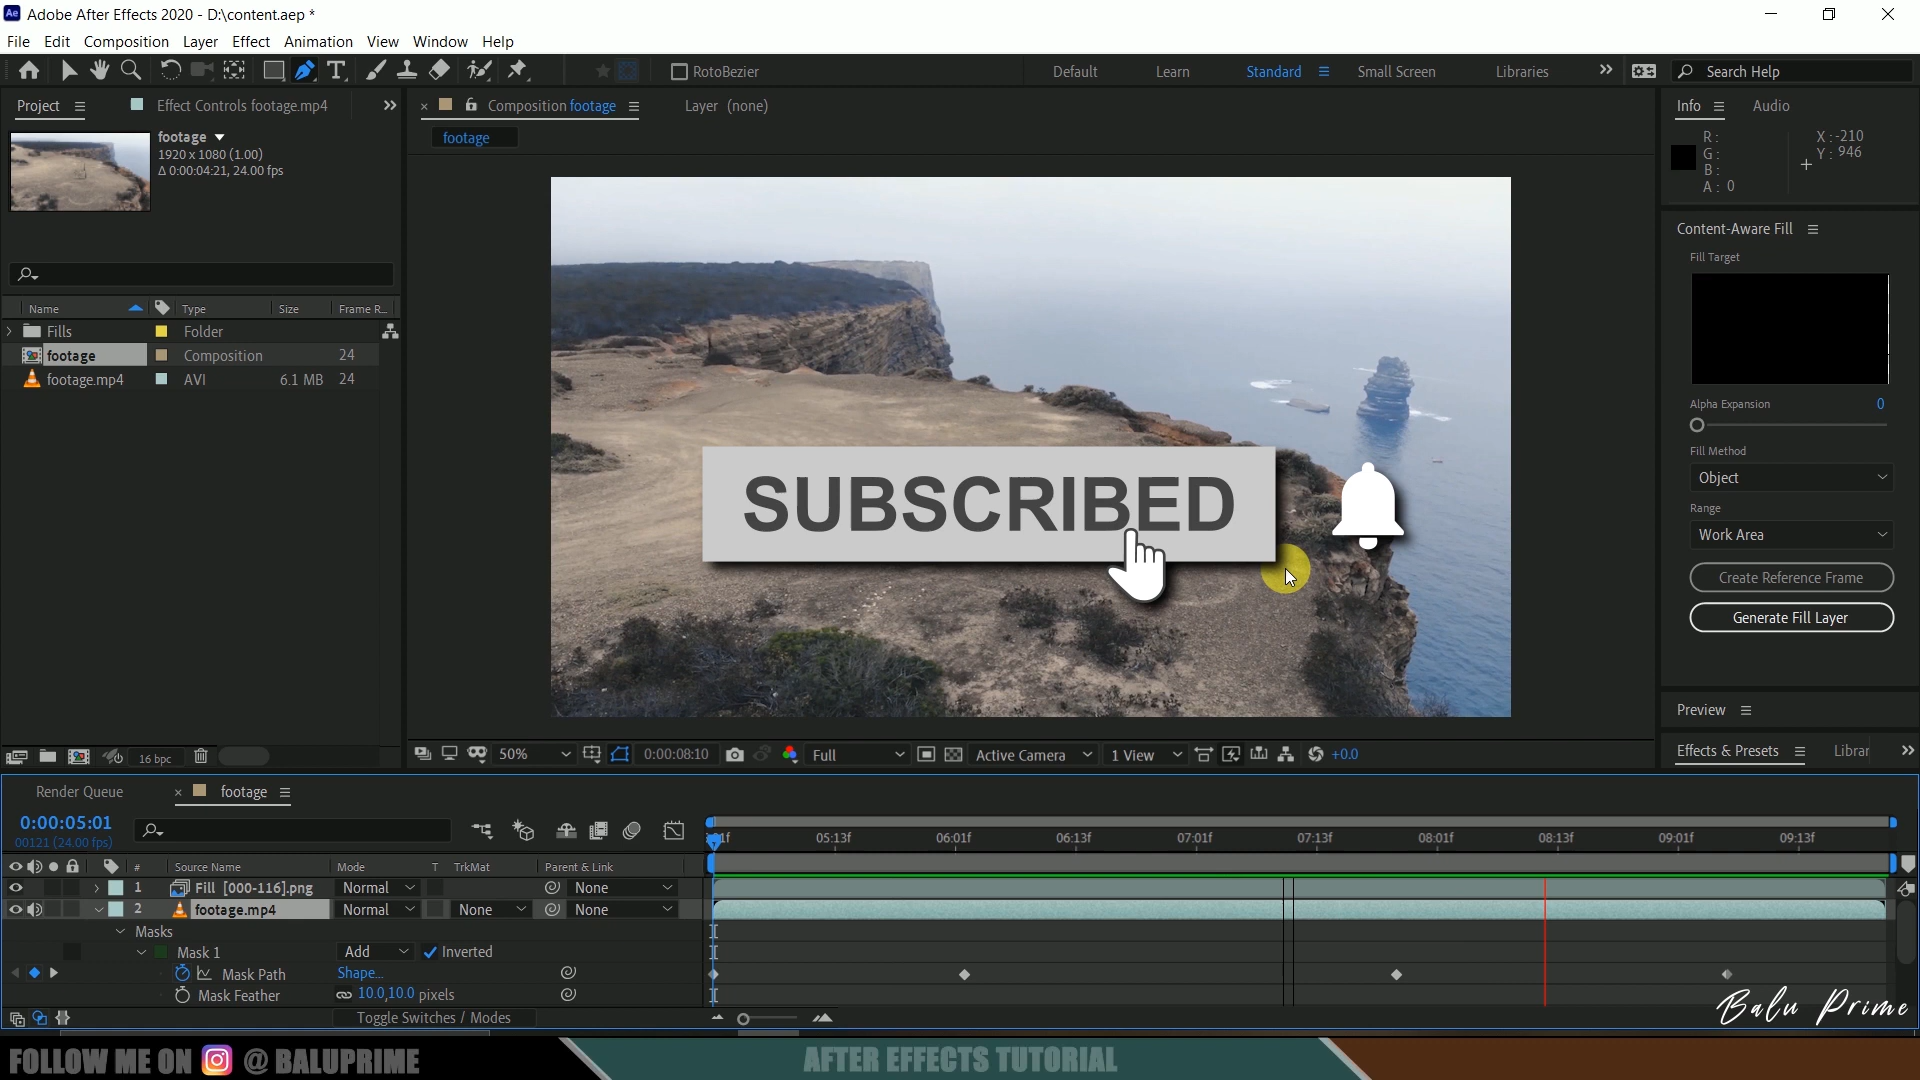 Adobe After Effects 2020 - D:\content.aep *
File Edit Composition Layer Effect Animation View Window Help
RotoBezier
Default Learn Standard Small Screen Libraries
Search Help
Project
Effect Controls footage.mp4
Composition footage
Layer (none)
footage
1920 x 1080 (1.00)
Δ 0:00:04:21, 24.00 fps
footage
Name Type Size Frame R...
Fills Folder
footage Composition 24
footage.mp4 AVI 6.1 MB 24
16 bpc
SUBSCRIBED
50% 0:00:08:10 Full Active Camera 1 View +0.0
Info Audio
R :
G :
B :
A : 0
X : -210
Y : 946
Content-Aware Fill
Fill Target
Alpha Expansion 0
Fill Method
Object
Range
Work Area
Create Reference Frame
Generate Fill Layer
Preview
Effects & Presets Librar
Render Queue
footage
0:00:05:01
00121 (24.00 fps)
05:13f 06:01f 06:13f 07:01f 07:13f 08:01f 08:13f 09:01f 09:13f
# Source Name Mode T TrkMat Parent & Link
1 Fill [000-116].png Normal None
2 footage.mp4 Normal None None
Masks
Mask 1 Add Inverted
Mask Path Shape...
Mask Feather 10.0,10.0 pixels
Toggle Switches / Modes
Balu Prime
FOLLOW ME ON @ BALUPRIME
AFTER EFFECTS TUTORIAL